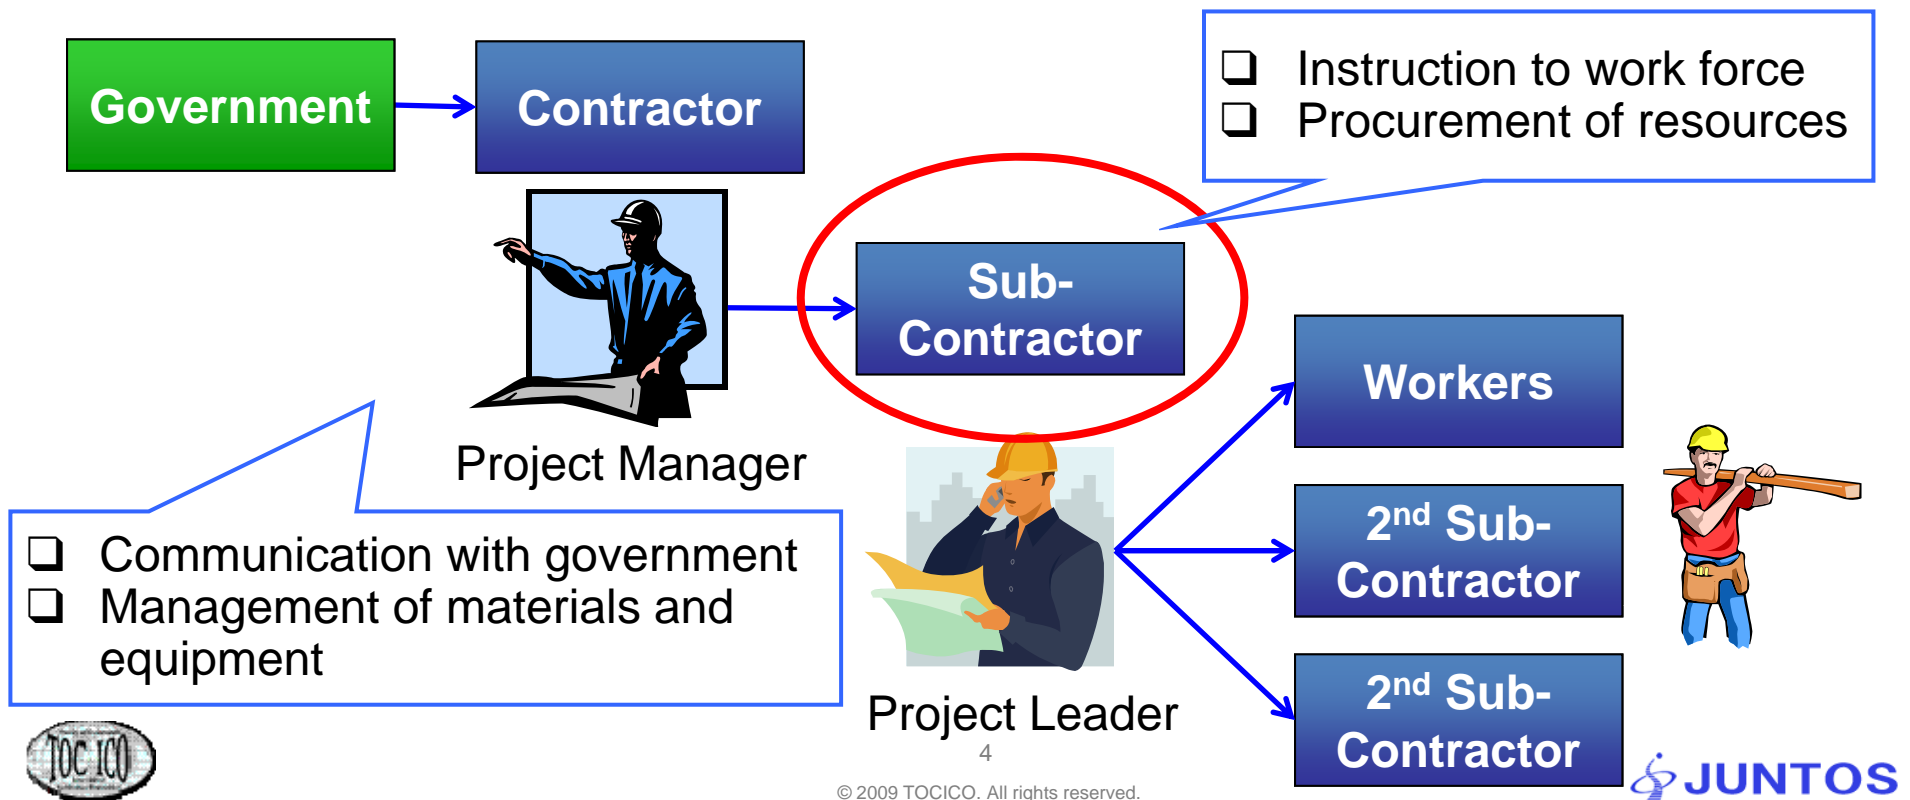 Government
Contractor
❑ Instruction to work force
❑ Procurement of resources
Sub-
Contractor
Project Manager
Workers
❑ Communication with government
❑ Management of materials and
equipment
2nd Sub-
Contractor
Project Leader
2nd Sub-
Contractor
TOC ICO
4
© 2009 TOCICO. All rights reserved.
JUNTOS